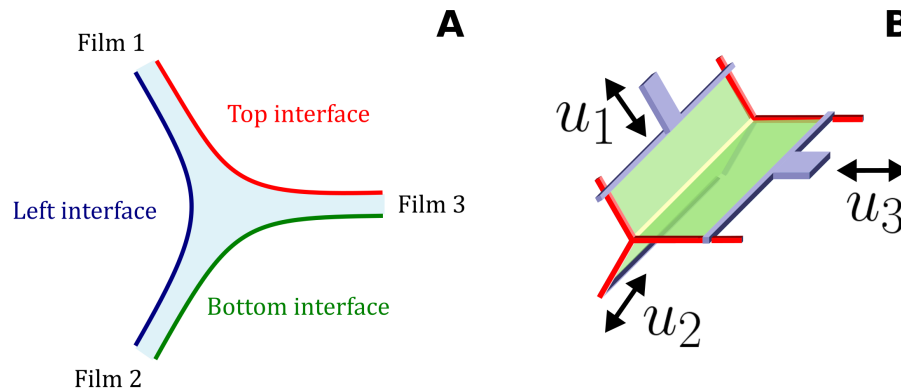 A
Film 1
Top interface
Left interface
Film 3
Bottom interface
Film 2
B
u1
u3
u2